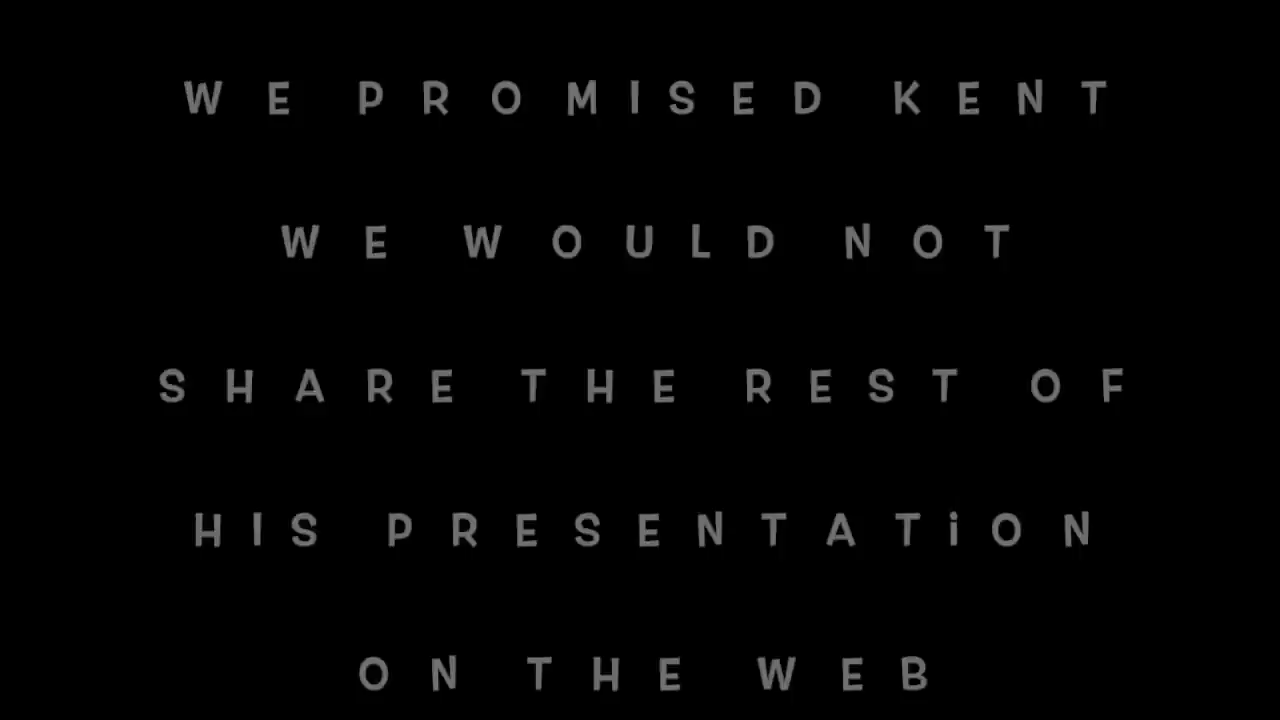 WE PROMISED KENT
WE WOULD NOT
SHARE THE REST OF
HIS PRESENTATiON
ON THE WEB